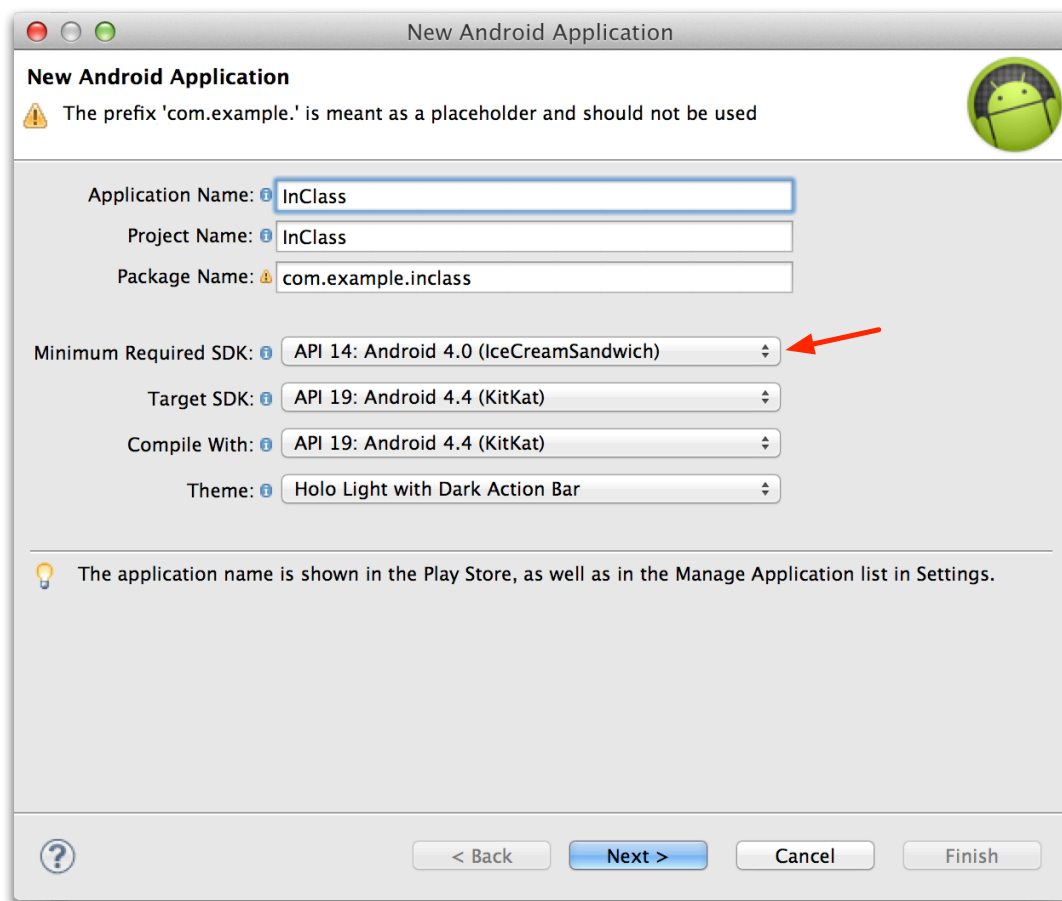 New Android Application
New Android Application
The prefix 'com.example.' is meant as a placeholder and should not be used
Application Name: InClass
Project Name: InClass
Package Name: com.example.inclass
Minimum Required SDK: API 14: Android 4.0 (IceCreamSandwich)
Target SDK: API 19: Android 4.4 (KitKat)
Compile With: API 19: Android 4.4 (KitKat)
Theme: Holo Light with Dark Action Bar
The application name is shown in the Play Store, as well as in the Manage Application list in Settings.
? < Back Next > Cancel Finish